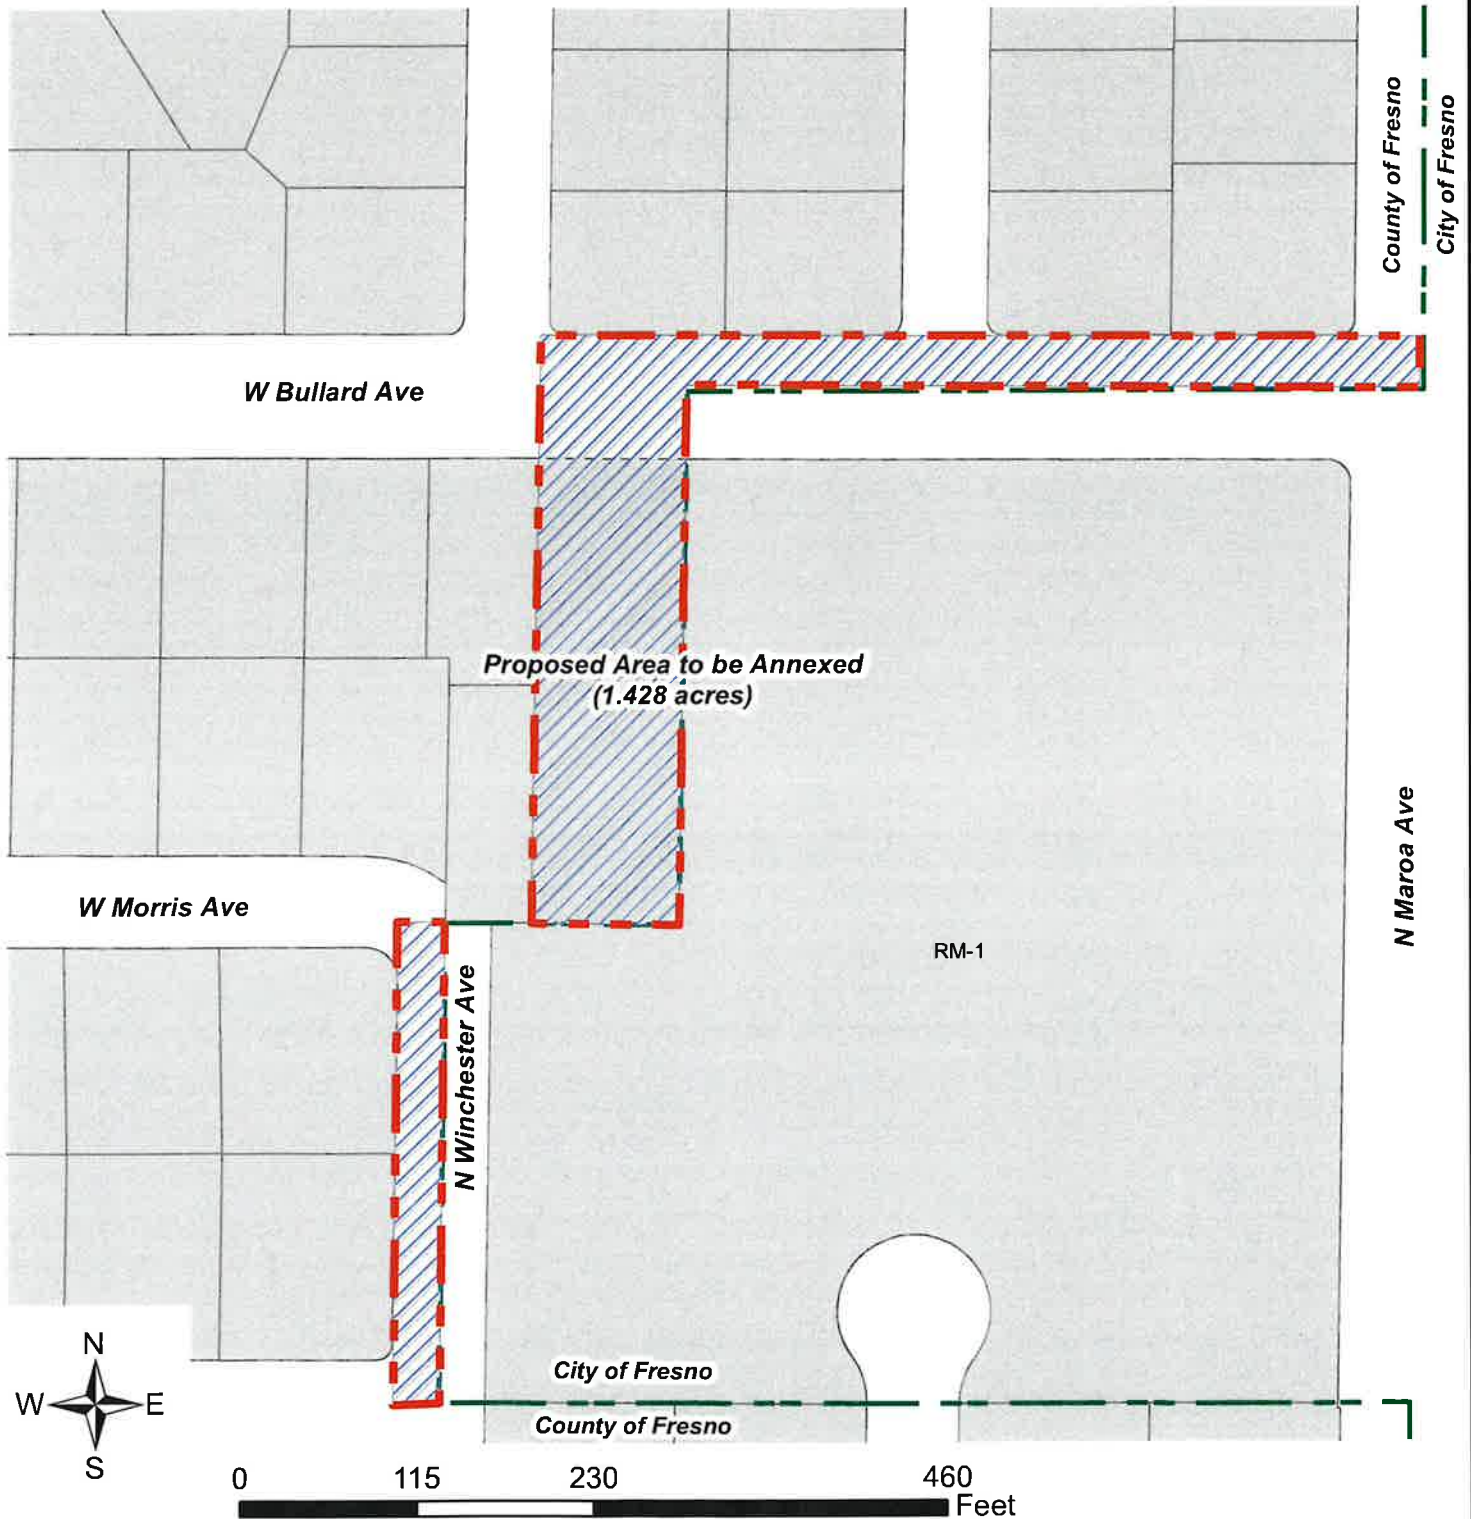 County of Fresno
City of Fresno
W Bullard Ave
Proposed Area to be Annexed
(1.428 acres)
N Maroa Ave
W Morris Ave
RM-1
N Winchester Ave
City of Fresno
County of Fresno
N
W E
S
0 115 230 460
Feet